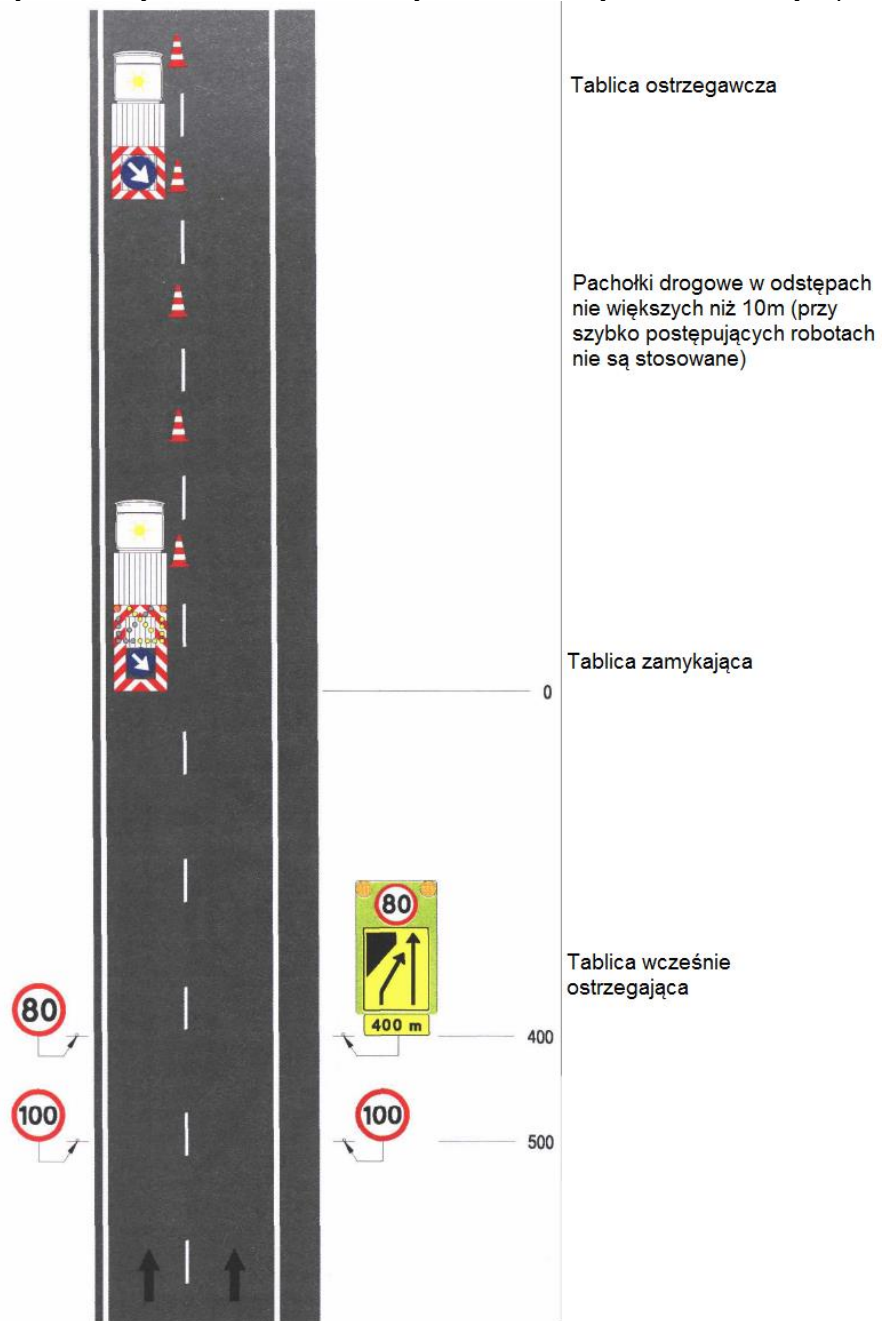 Tablica ostrzegawcza
Pachołki drogowe w odstępach
nie większych niż 10m (przy
szybko postępujących robotach
nie są stosowane)
Tablica zamykająca
0
80
Tablica wcześnie
ostrzegająca
80
400 m
400
100
100
500